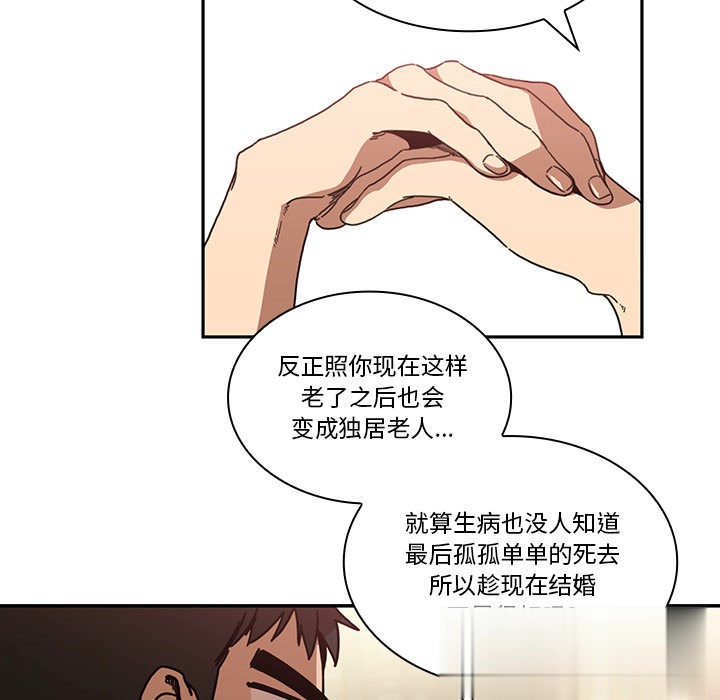 反正照你现在这样
老了之后也会
变成独居老人...
就算生病也没人知道
最后孤孤单单的死去
所以趁现在结婚